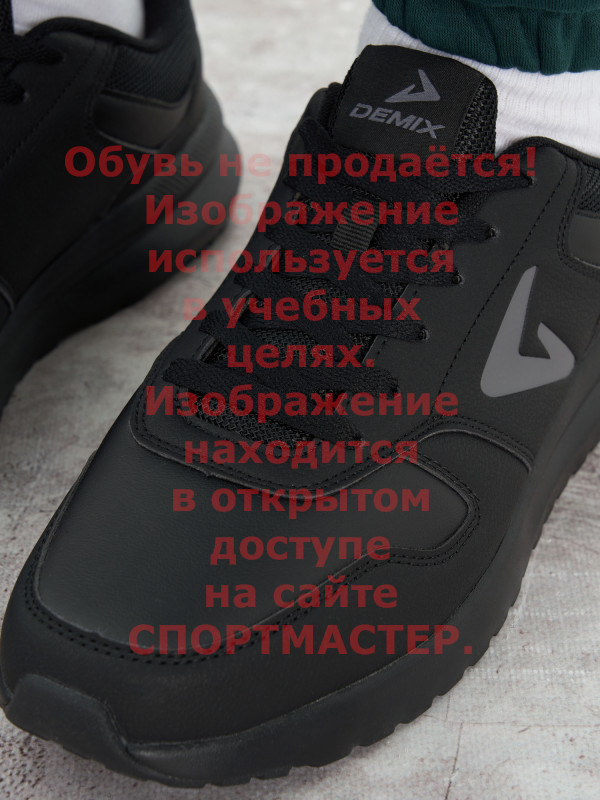 DEMIX
Обувь не продаётся!
Изображение
используется
в учебных
целях.
Изображение
находится
в открытом
доступе
на сайте
СПОРТМАСТЕР.